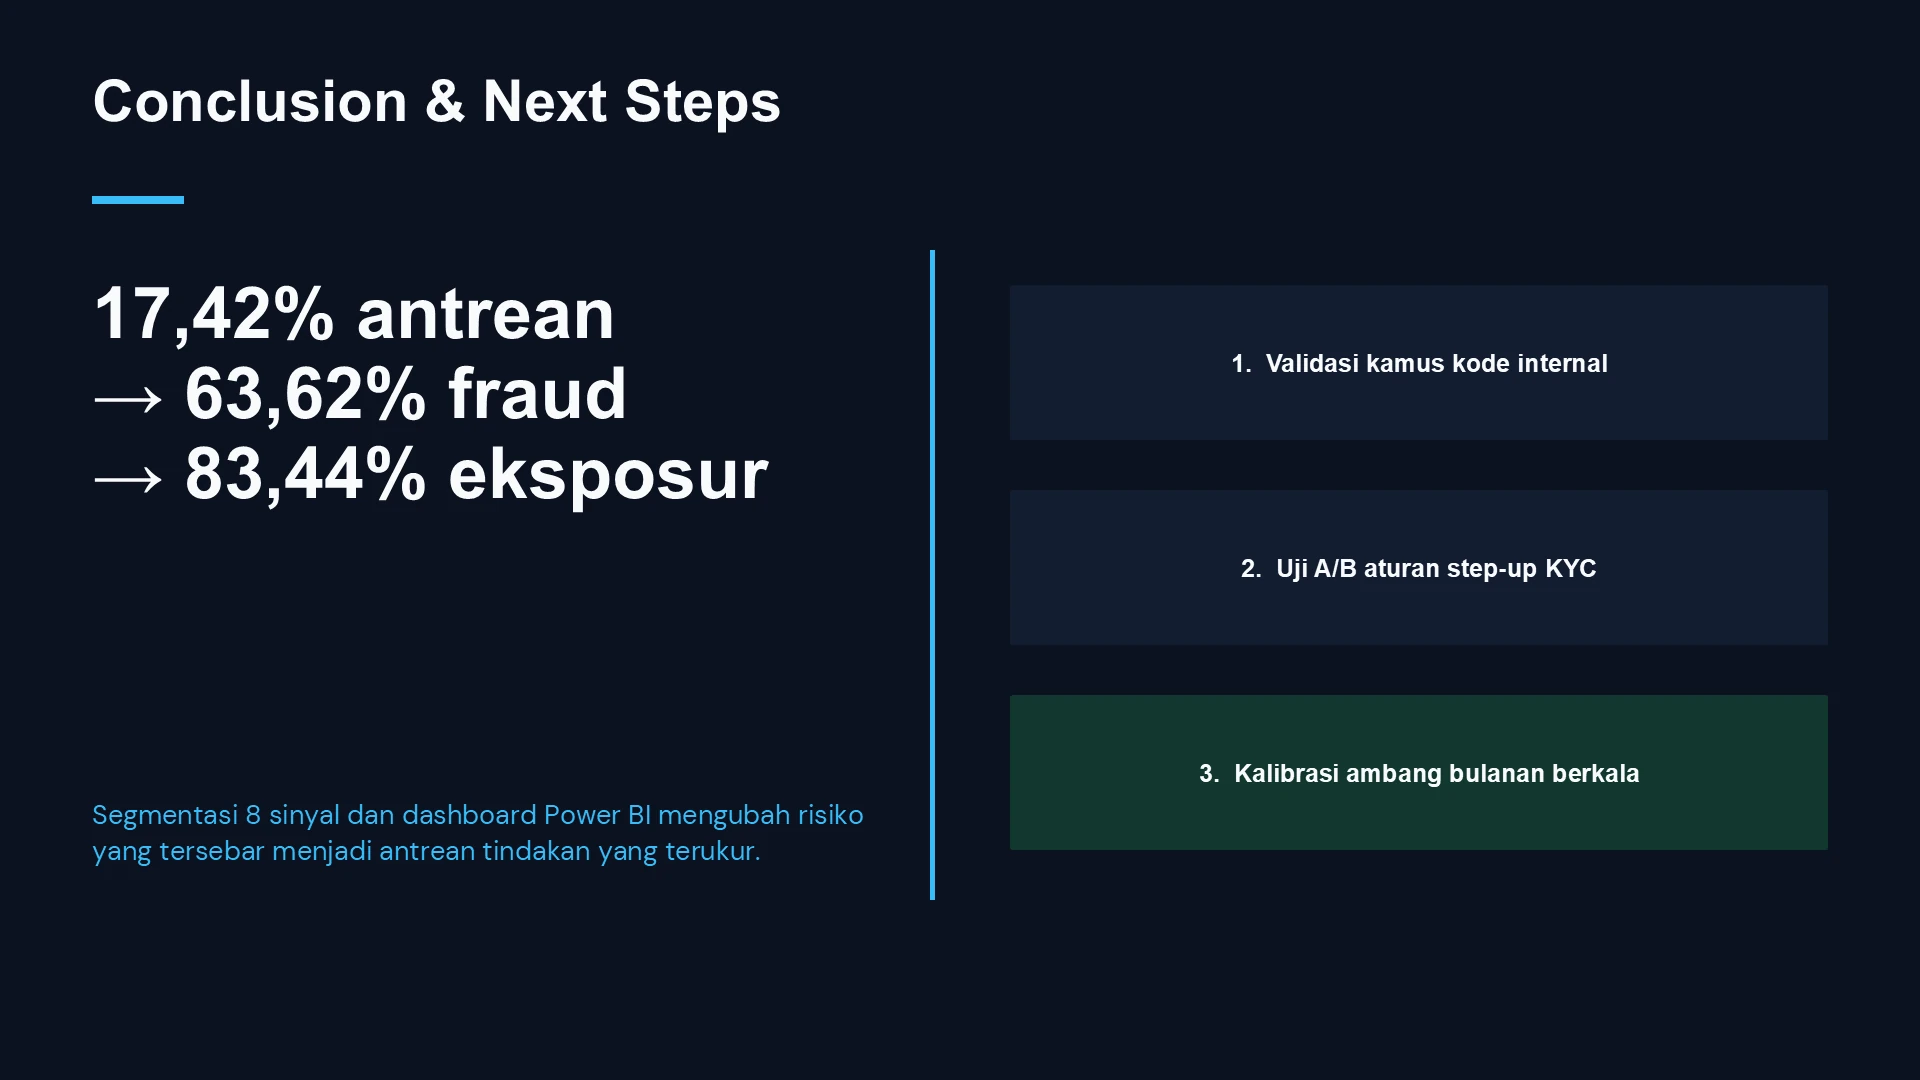 Conclusion & Next Steps
17,42% antrean
→ 63,62% fraud
→ 83,44% eksposur
Segmentasi 8 sinyal dan dashboard Power BI mengubah risiko
yang tersebar menjadi antrean tindakan yang terukur.
1. Validasi kamus kode internal
2. Uji A/B aturan step-up KYC
3. Kalibrasi ambang bulanan berkala